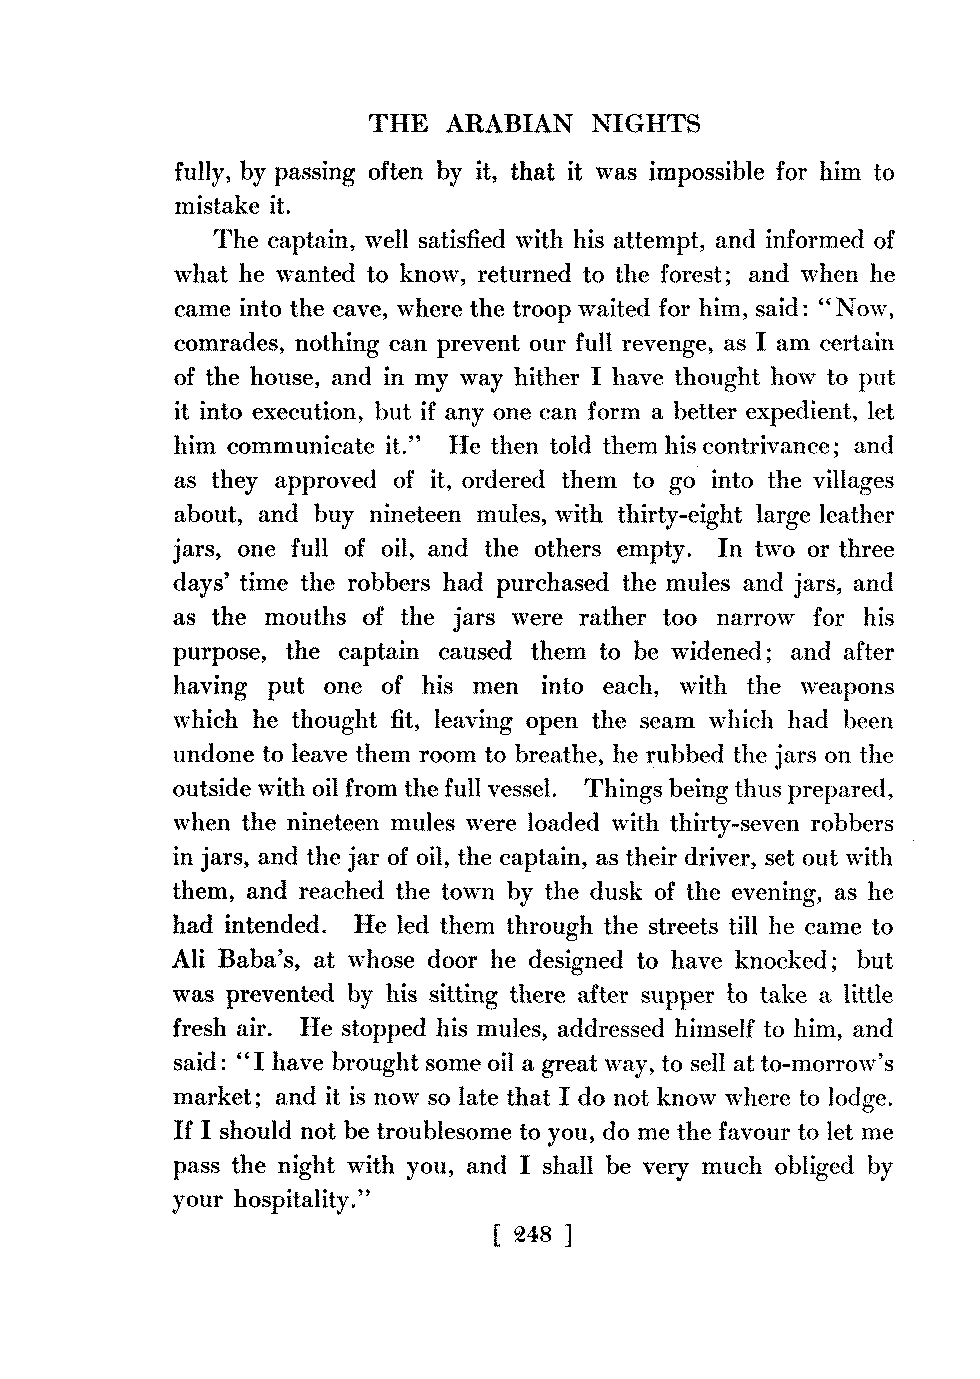 THE ARABIAN NIGHTS
fully, by passing often by it, that it was impossible for him to
mistake it.
The captain, well satisfied with his attempt, and informed of
what he wanted to know, returned to the forest; and when he
came into the cave, where the troop waited for him, said: “Now,
comrades, nothing can prevent our full revenge, as I am certain
of the house, and in my way hither I have thought how to put
it into execution, but if any one can form a better expedient, let
him communicate it.” He then told them his contrivance; and
as they approved of it, ordered them to go into the villages
about, and buy nineteen mules, with thirty-eight large leather
jars, one full of oil, and the others empty. In two or three
days’ time the robbers had purchased the mules and jars, and
as the mouths of the jars were rather too narrow for his
purpose, the captain caused them to be widened; and after
having put one of his men into each, with the weapons
which he thought fit, leaving open the seam which had been
undone to leave them room to breathe, he rubbed the jars on the
outside with oil from the full vessel. Things being thus prepared,
when the nineteen mules were loaded with thirty-seven robbers
in jars, and the jar of oil, the captain, as their driver, set out with
them, and reached the town by the dusk of the evening, as he
had intended. He led them through the streets till he came to
Ali Baba’s, at whose door he designed to have knocked; but
was prevented by his sitting there after supper to take a little
fresh air. He stopped his mules, addressed himself to him, and
said: “I have brought some oil a great way, to sell at to-morrow’s
market; and it is now so late that I do not know where to lodge.
If I should not be troublesome to you, do me the favour to let me
pass the night with you, and I shall be very much obliged by
your hospitality.”
[ 248 ]